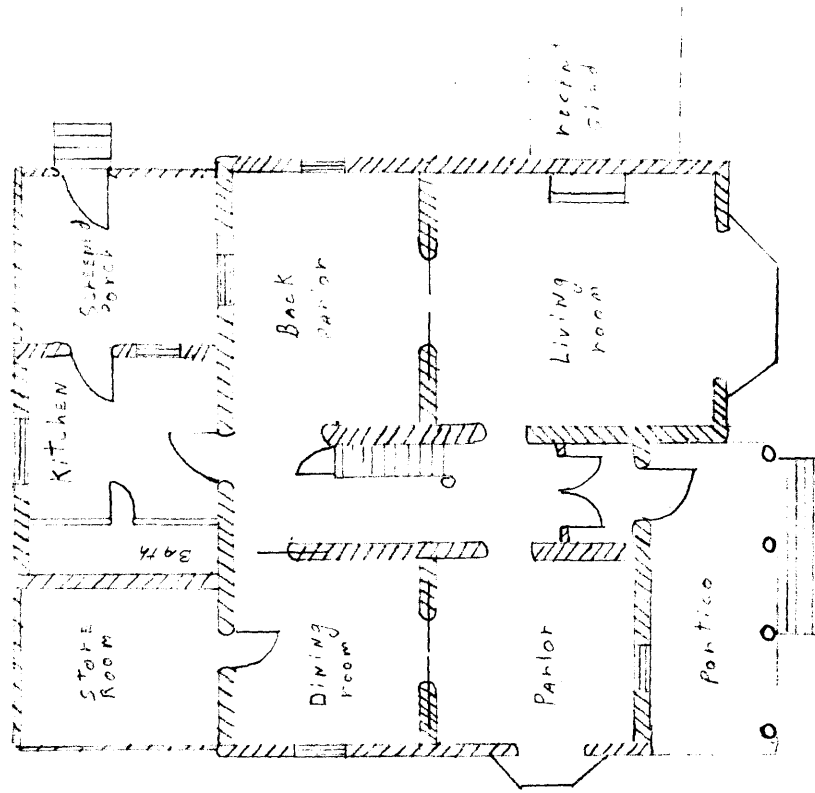 Screened
Porch
Kitchen
Bath
Store
Room
Back
Parlor
Dining
room
Living
room
Parlor
Portico